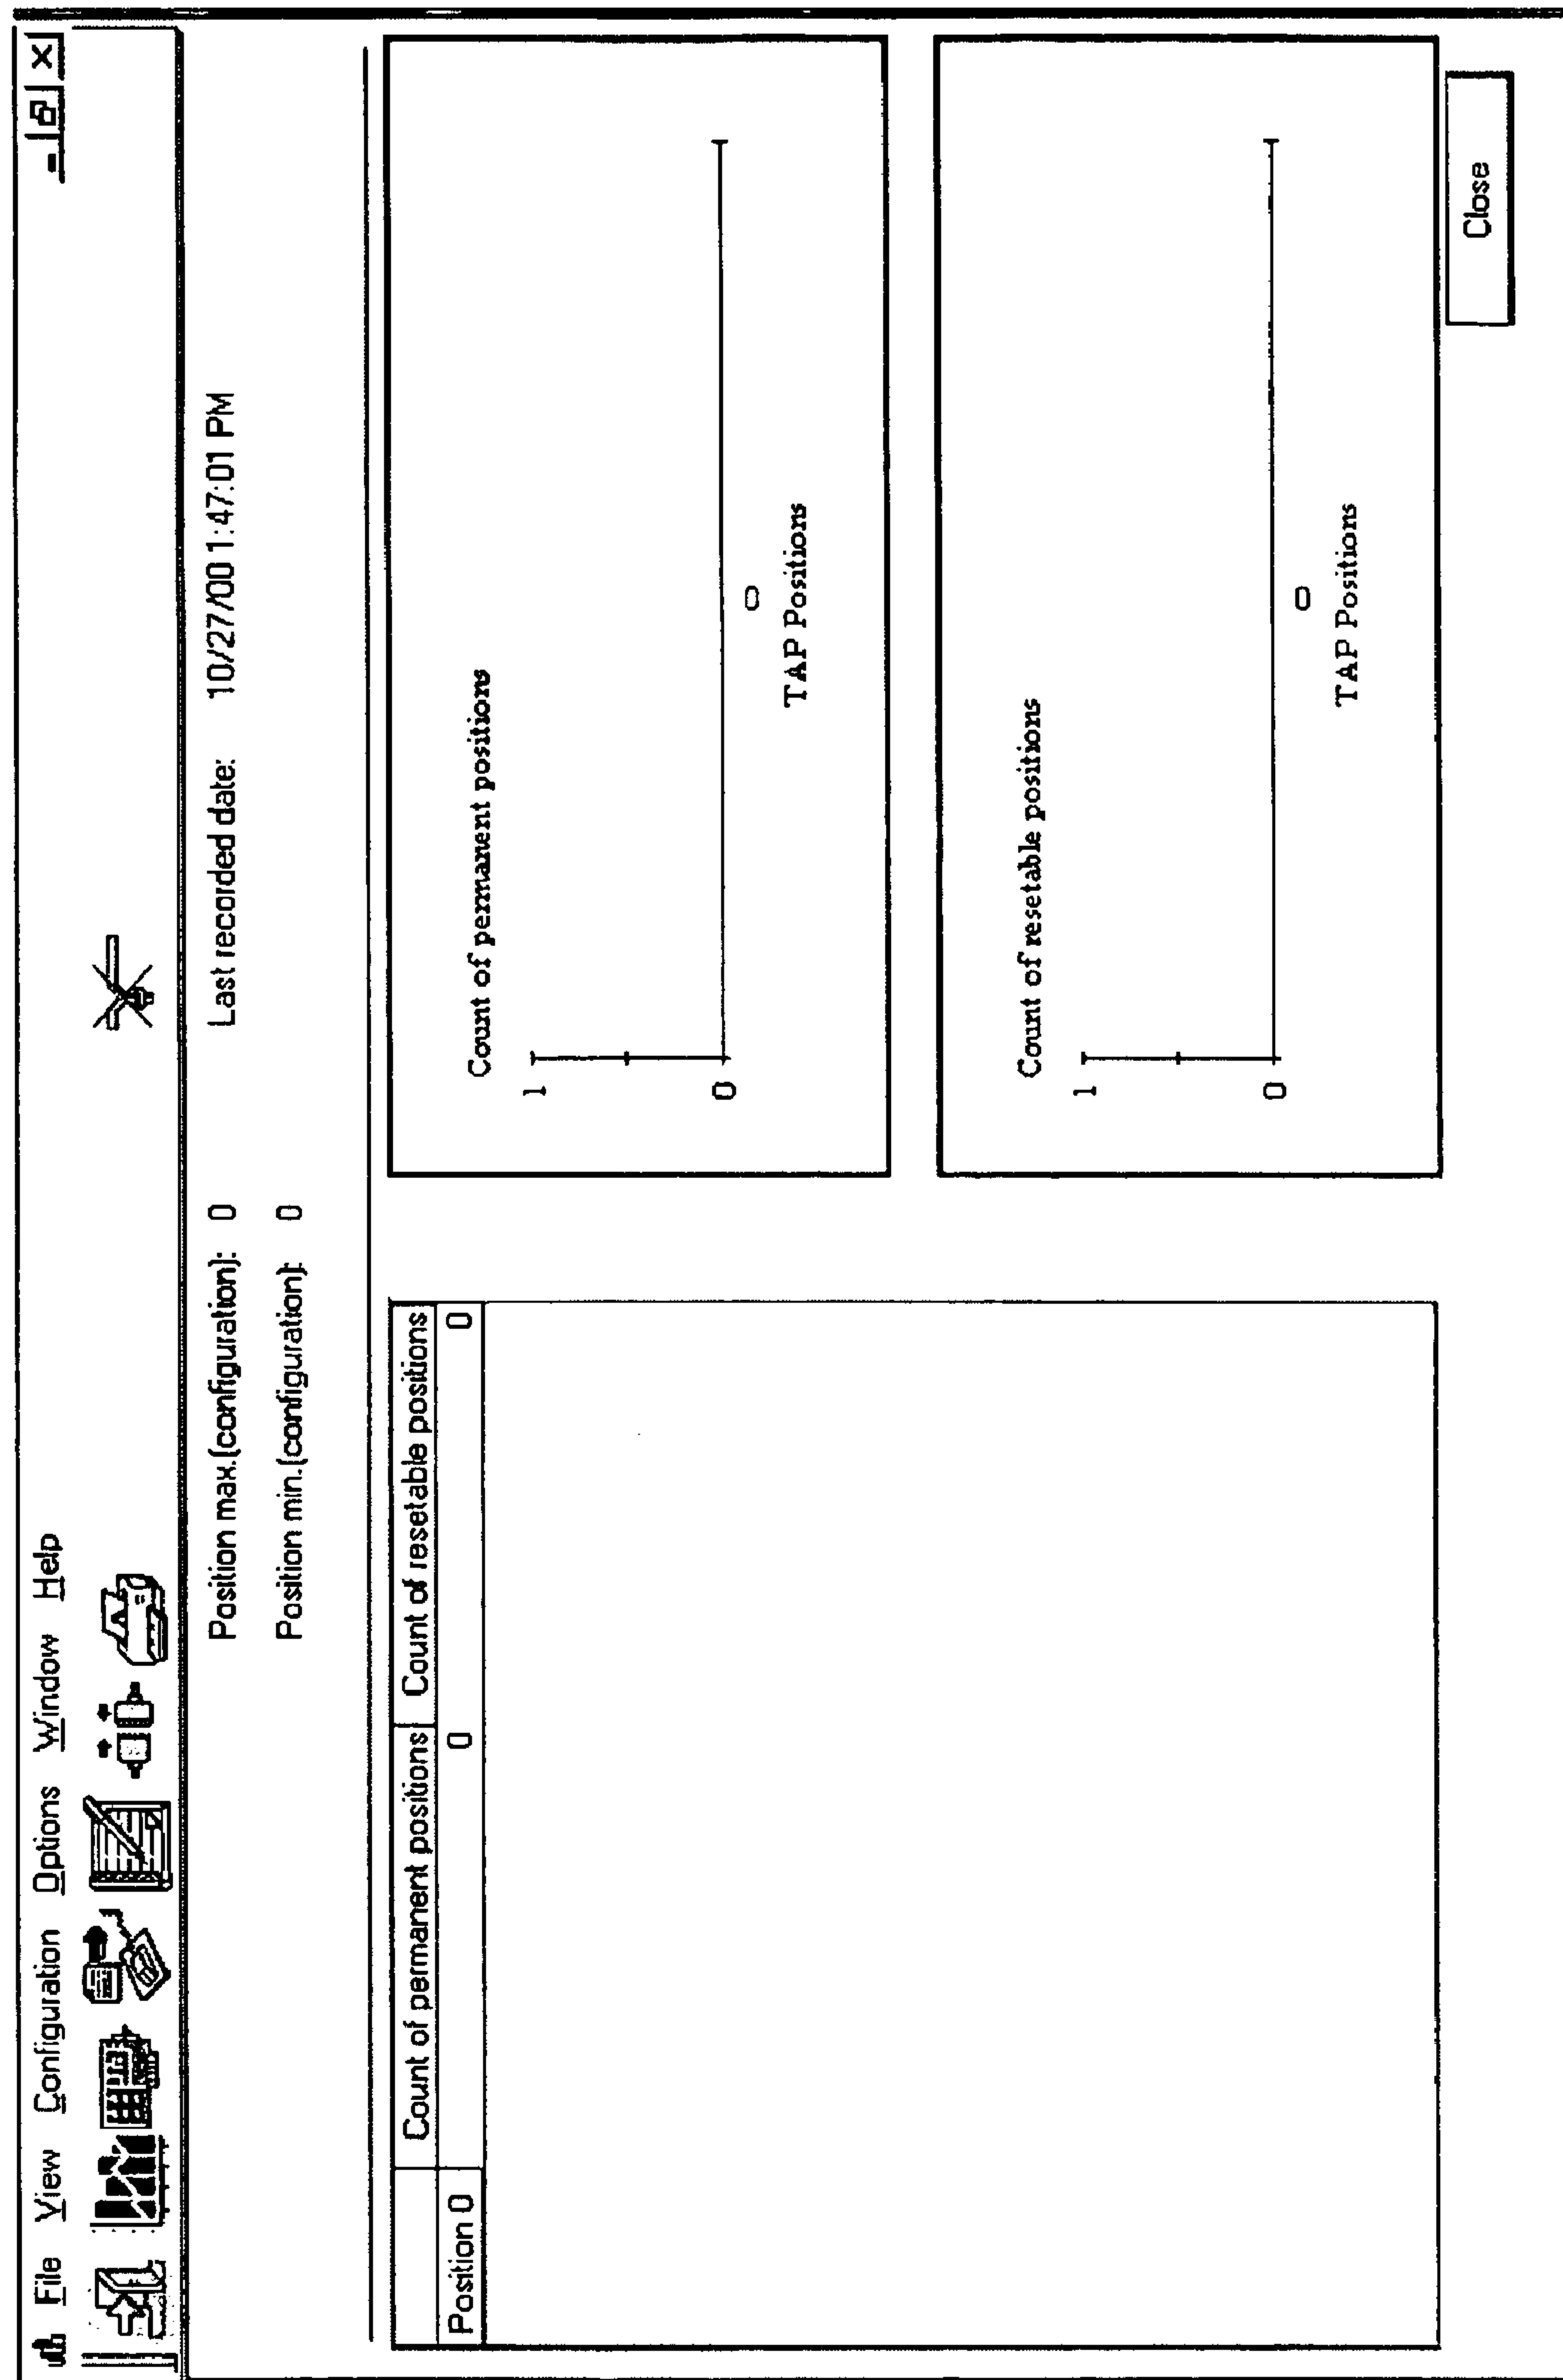 File View Configuration Options Window Help
Position max.(configuration): 0 Last recorded date: 10/27/00 1:47:01 PM
Position min.(configuration): 0
Count of permanent positions Count of resetable positions
Position 0 0 0
Count of permanent positions
1
0
0
TAP Positions
Count of resetable positions
1
0
0
TAP Positions
Close